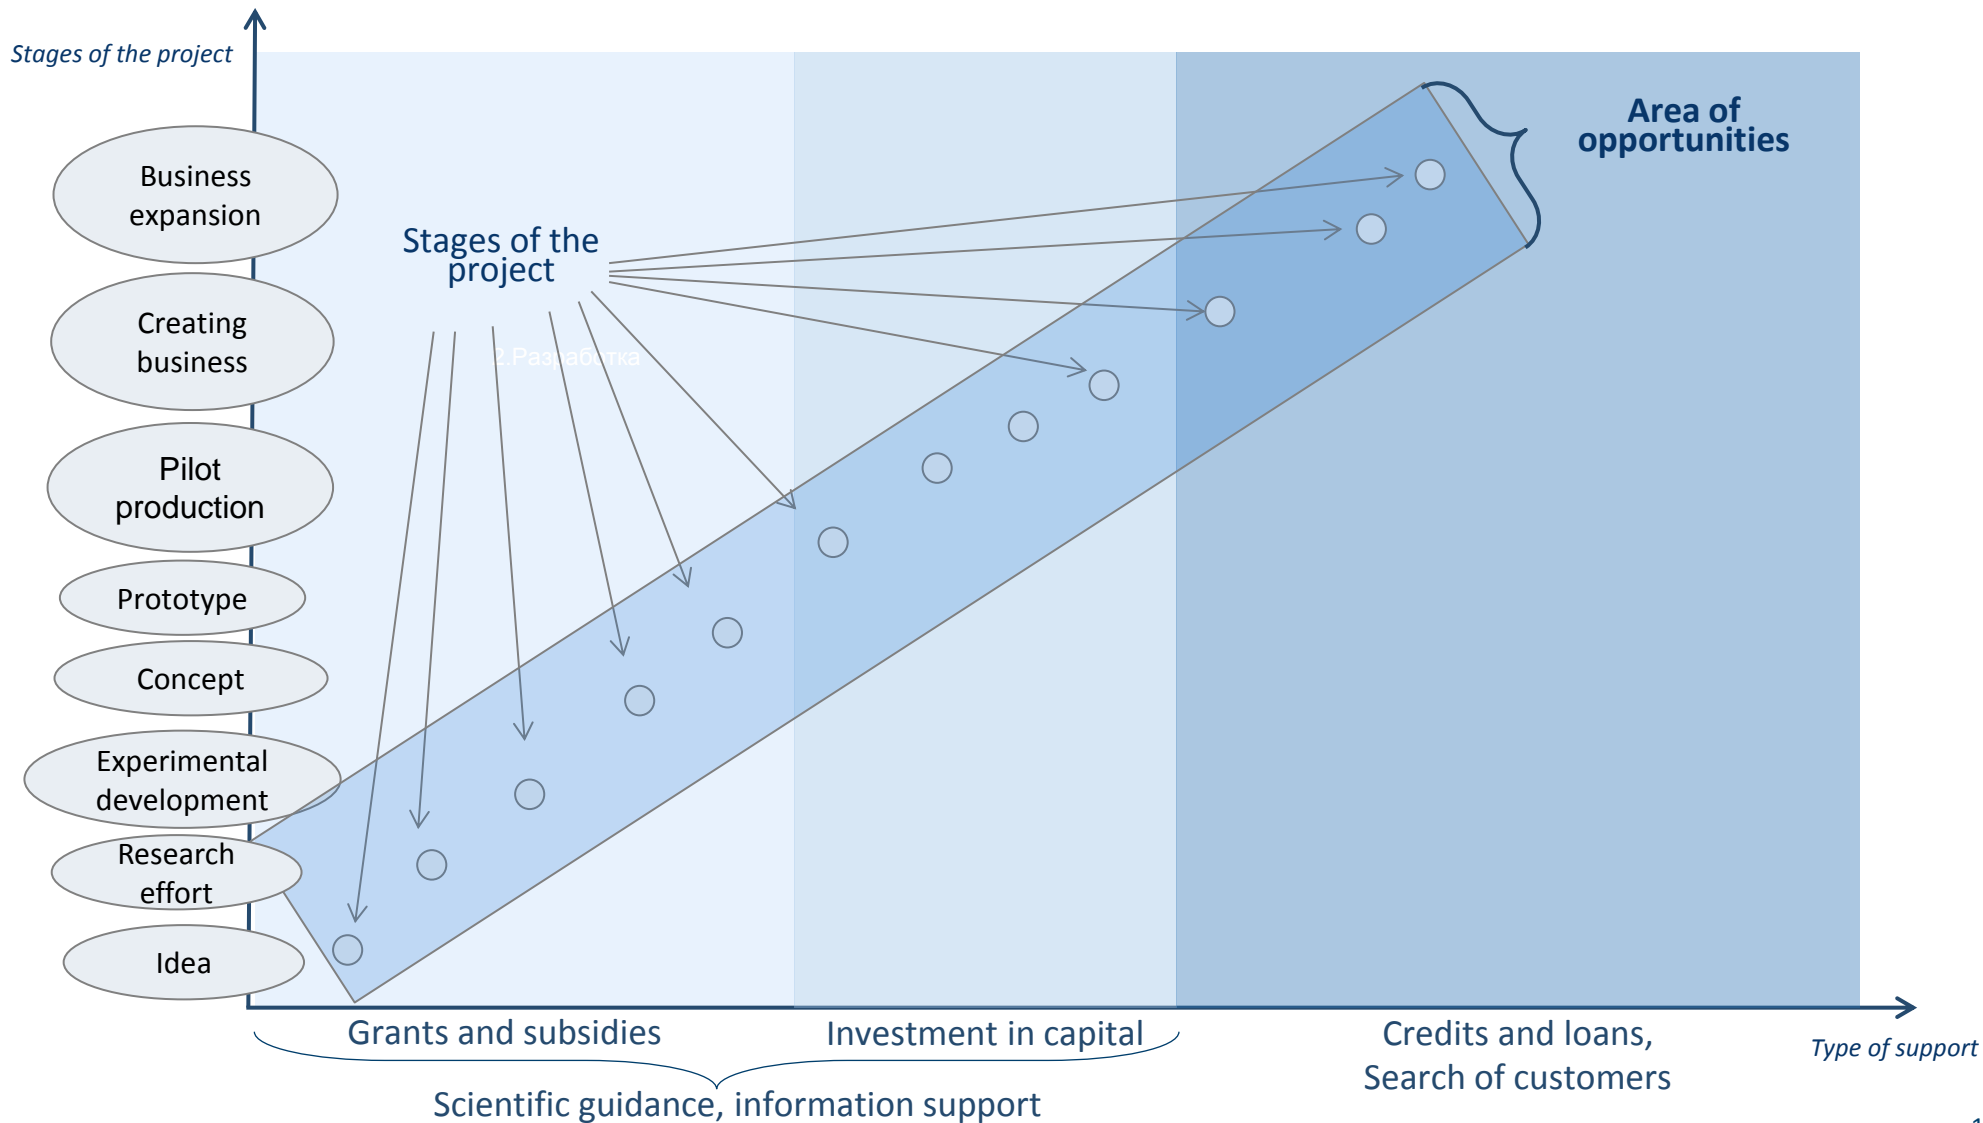 Stages of the project
Business
expansion
Creating
business
Pilot
production
Prototype
Concept
Experimental
development
Research
effort
Idea
Stages of the
project
2.Разработка
Area of
opportunities
Grants and subsidies
Investment in capital
Credits and loans,
Search of customers
Type of support
Scientific guidance, information support
1